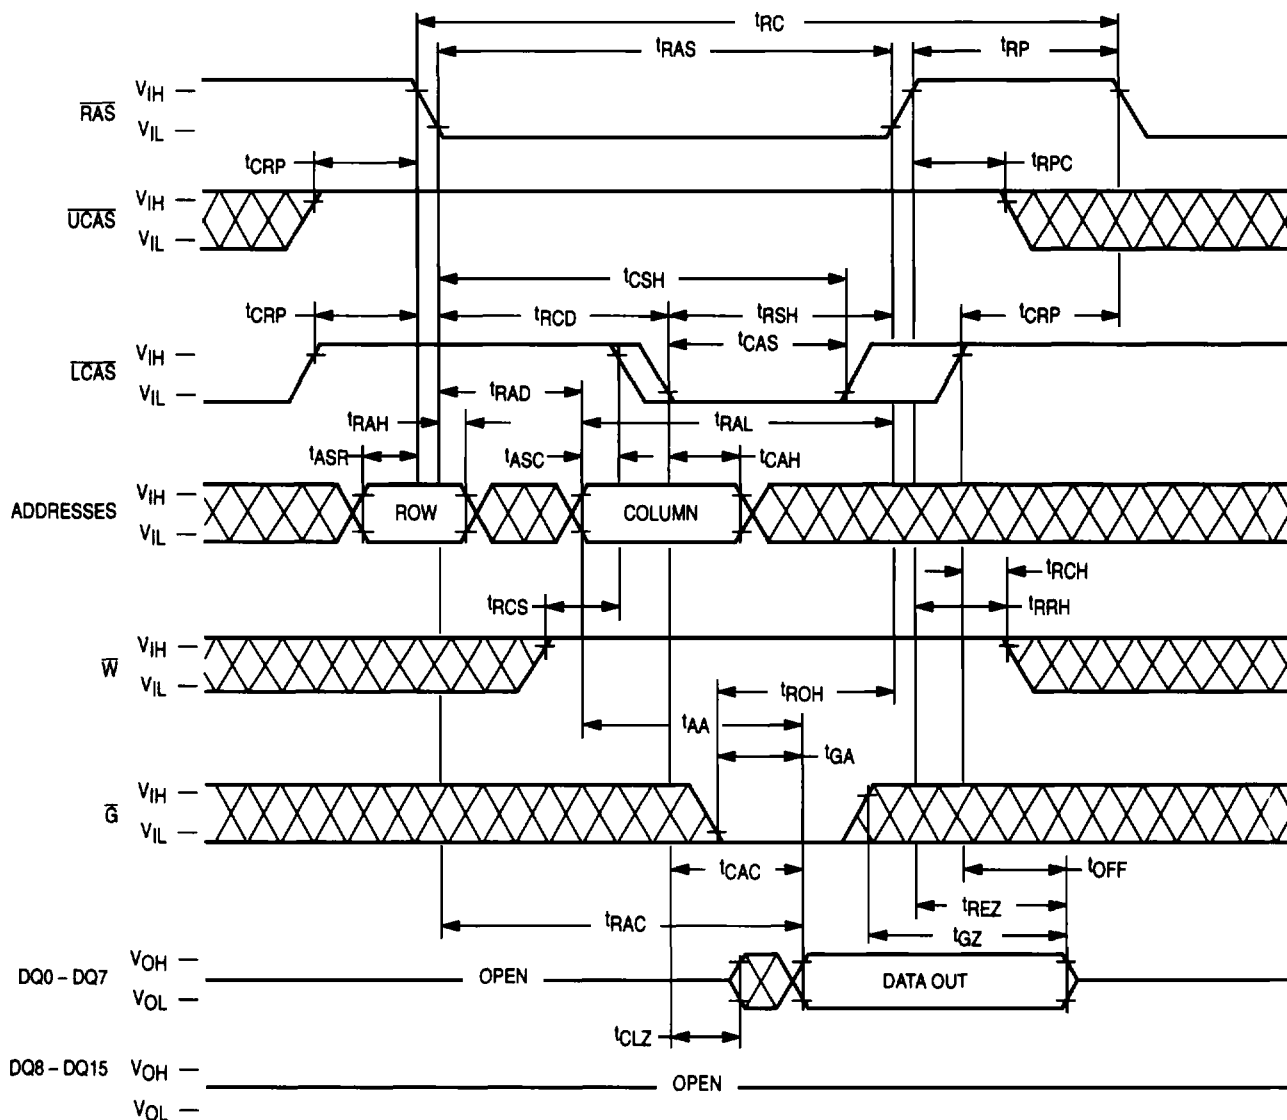 tRC
tRAS
tRP
RAS
VIH
VIL
tCRP
tRPC
UCAS
VIH
VIL
tCSH
tCRP
tRCD
tRSH
tCRP
tCAS
LCAS
VIH
VIL
tRAD
tRAH
tRAL
tASR
tASC
tCAH
ADDRESSES
VIH
VIL
ROW
COLUMN
tRCH
tRCS
tRRH
W
VIH
VIL
tROH
tAA
tGA
G
VIH
VIL
tCAC
tOFF
tREZ
tRAC
tGZ
DQ0 – DQ7
VOH
VOL
OPEN
DATA OUT
tCLZ
DQ8 – DQ15
VOH
VOL
OPEN